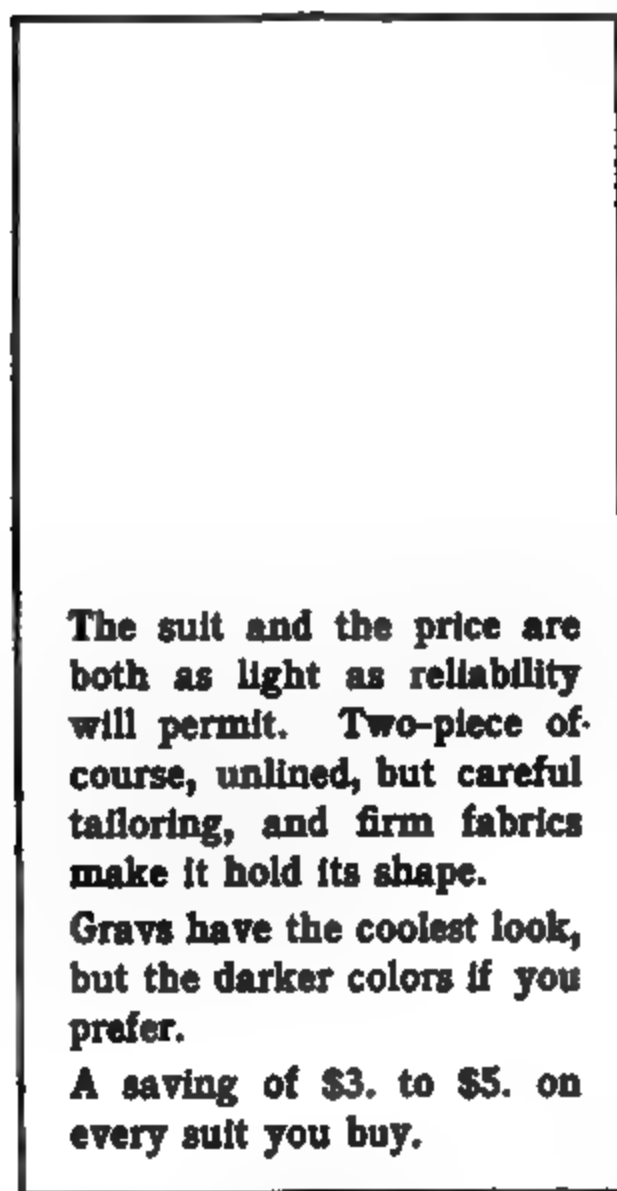 The suit and the price are
both as light as reliability
will permit. Two-piece of
course, unlined, but careful
tailoring, and firm fabrics
make it hold its shape.
Grays have the coolest look,
but the darker colors if you
prefer.
A saving of $3. to $5. on
every suit you buy.